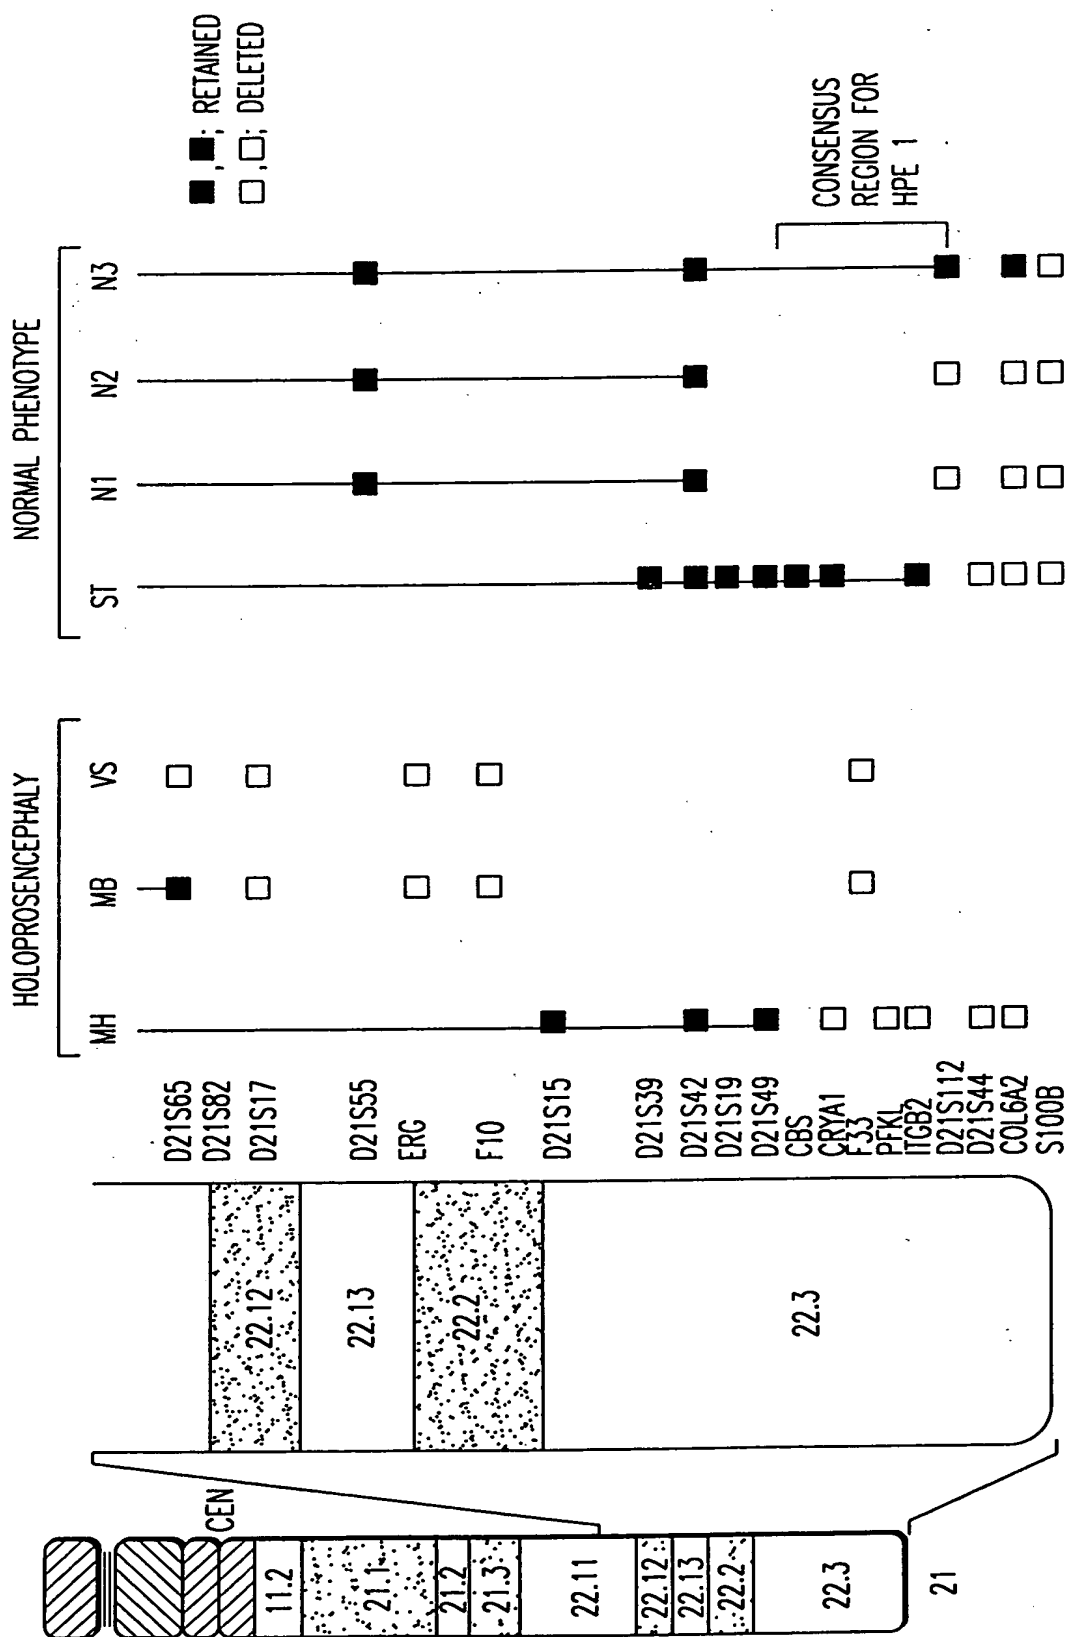 HOLOPROSENCEPHALY
NORMAL PHENOTYPE
MH
MB
VS
ST
N1
N2
N3
■, ■; RETAINED
□, □; DELETED
CONSENSUS
REGION FOR
HPE 1
D21S65
D21S82
D21S17
D21S55
ERG
F10
D21S15
D21S39
D21S42
D21S19
D21S49
CBS
CRYA1
F33
PFKL
ITGB2
D21S112
D21S44
COL6A2
S100B
22.12
22.13
22.2
22.3
CEN
11.2
21.1
21.2
21.3
22.11
22.12
22.13
22.2
22.3
21